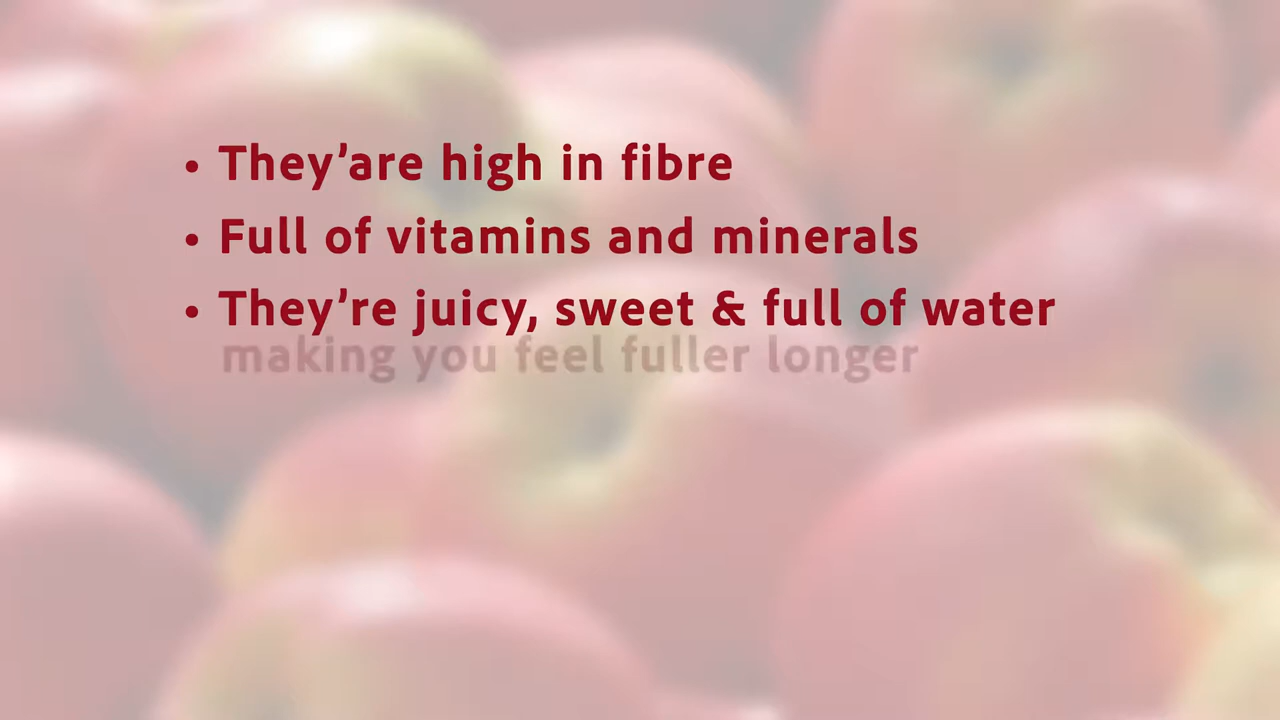 • They’are high in fibre
• Full of vitamins and minerals
• They’re juicy, sweet & full of water
making you feel fuller longer